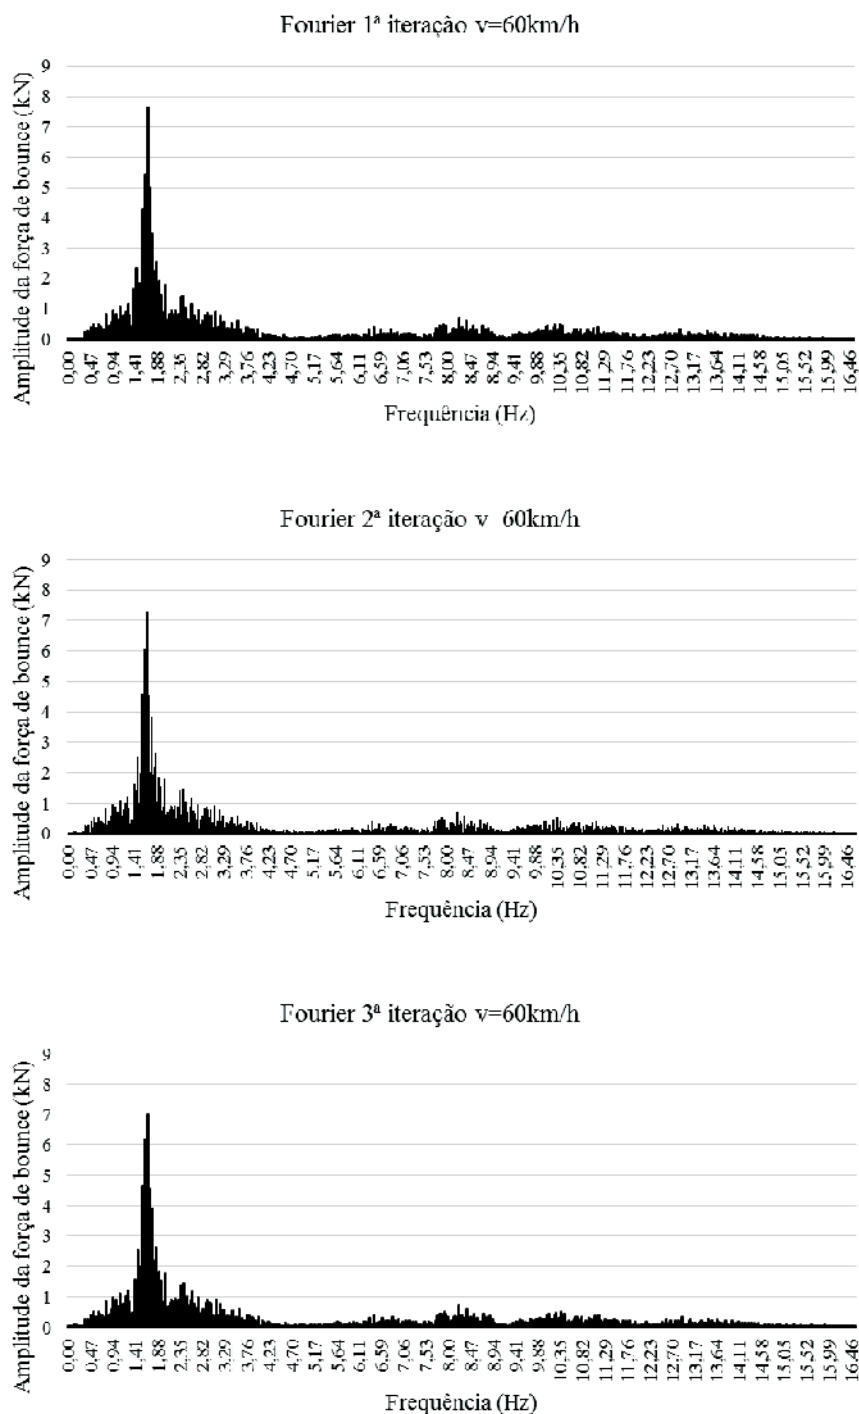 Fourier 1ª iteração v=60km/h
Amplitude da força de bounce (kN)
9
8
7
6
5
4
3
2
1
0
0,00 0,47 0,94 1,41 1,88 2,35 2,82 3,29 3,76 4,23 4,70 5,17 5,64 6,11 6,59 7,06 7,53 8,00 8,47 8,94 9,41 9,88 10,35 10,82 11,29 11,76 12,23 12,70 13,17 13,64 14,11 14,58 15,05 15,52 15,99 16,46
Frequência (Hz)
Fourier 2ª iteração v 60km/h
Amplitude da força de bounce (kN)
9
8
7
6
5
4
3
2
1
0
0,00 0,47 0,94 1,41 1,88 2,35 2,82 3,29 3,76 4,23 4,70 5,17 5,64 6,11 6,59 7,06 7,53 8,00 8,47 8,94 9,41 9,88 10,35 10,82 11,29 11,76 12,23 12,70 13,17 13,64 14,11 14,58 15,05 15,52 15,99 16,46
Frequência (Hz)
Fourier 3ª iteração v=60km/h
Amplitude da força de bounce (kN)
9
8
7
6
5
4
3
2
1
0
0,00 0,47 0,94 1,41 1,88 2,35 2,82 3,29 3,76 4,23 4,70 5,17 5,64 6,11 6,59 7,06 7,53 8,00 8,47 8,94 9,41 9,88 10,35 10,82 11,29 11,76 12,23 12,70 13,17 13,64 14,11 14,58 15,05 15,52 15,99 16,46
Frequência (Hz)